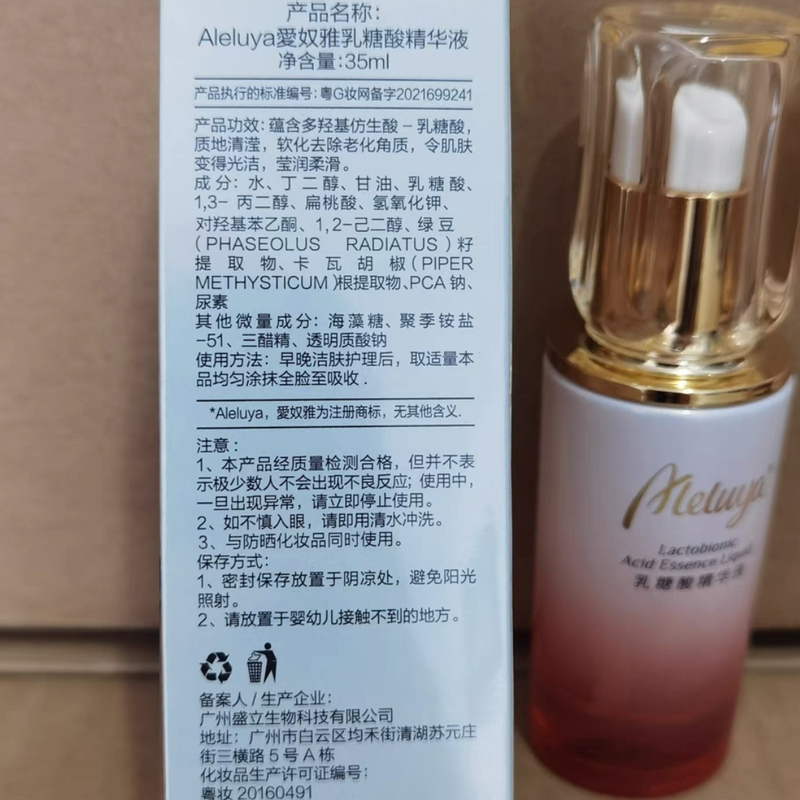 产品名称：
Aleluya愛奴雅乳糖酸精华液
净含量:35ml
产品执行的标准编号：粤G妆网备字2021699241
产品功效：蕴含多羟基仿生酸－乳糖酸，
质地清滢，软化去除老化角质，令肌肤
变得光洁，莹润柔滑。
成分：水、丁二醇、甘油、乳糖酸、
1,3-丙二醇、扁桃酸、氢氧化钾、
对羟基苯乙酮、1,2-己二醇、绿豆
（PHASEOLUS RADIATUS）籽
提取物、卡瓦胡椒（PIPER
METHYSTICUM）根提取物、PCA钠、
尿素
其他微量成分：海藻糖、聚季铵盐
-51、三醋精、透明质酸钠
使用方法：早晚洁肤护理后，取适量本
品均匀涂抹全脸至吸收.
*Aleluya，愛奴雅为注册商标，无其他含义.
注意：
1、本产品经质量检测合格，但并不表
示极少数人不会出现不良反应；使用中，
一旦出现异常，请立即停止使用。
2、如不慎入眼，请即用清水冲洗。
3、与防晒化妆品同时使用。
保存方式：
1、密封保存放置于阴凉处，避免阳光
照射。
2、请放置于婴幼儿接触不到的地方。
备案人/生产企业：
广州盛立生物科技有限公司
地址：广州市白云区均禾街清湖苏元庄
街三横路5号A栋
化妆品生产许可证编号：
粤妆20160491
Aleluya
Lactobionic
Acid Essence Liquid
乳糖酸精华液